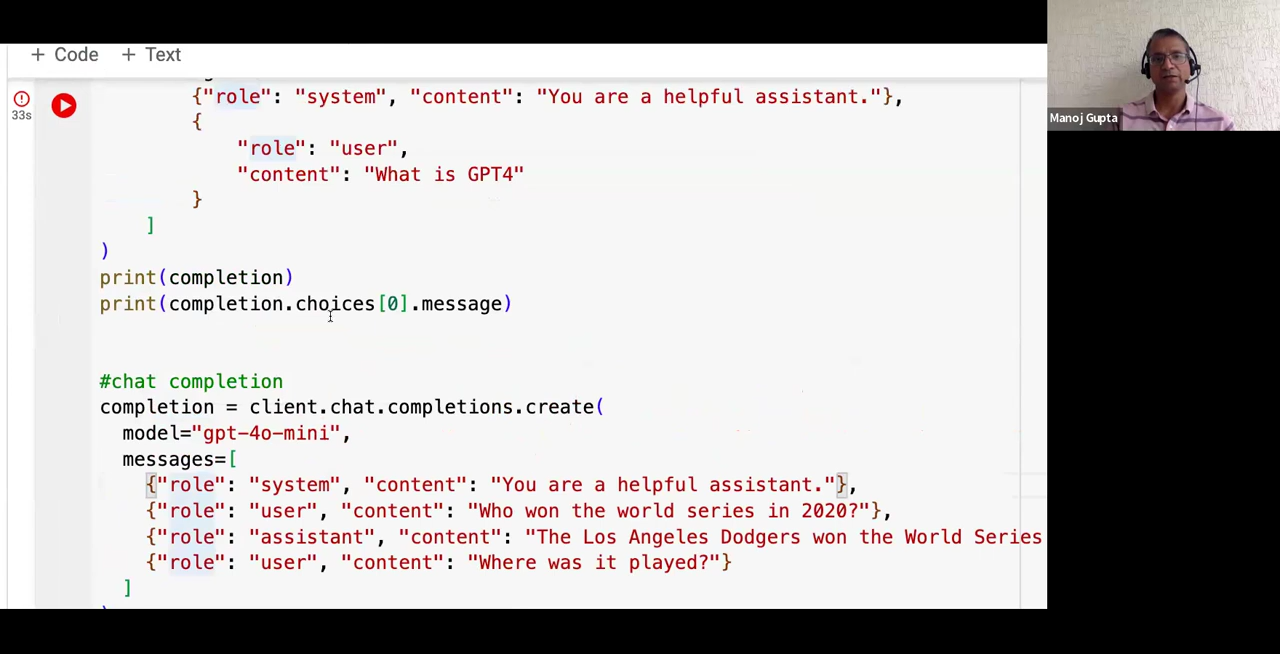 + Code + Text
33s
{"role": "system", "content": "You are a helpful assistant."},
{
"role": "user",
"content": "What is GPT4"
}
]
)
print(completion)
print(completion.choices[0].message)
#chat completion
completion = client.chat.completions.create(
model="gpt-4o-mini",
messages=[
{"role": "system", "content": "You are a helpful assistant."},
{"role": "user", "content": "Who won the world series in 2020?"},
{"role": "assistant", "content": "The Los Angeles Dodgers won the World Series
{"role": "user", "content": "Where was it played?"}
]
Manoj Gupta